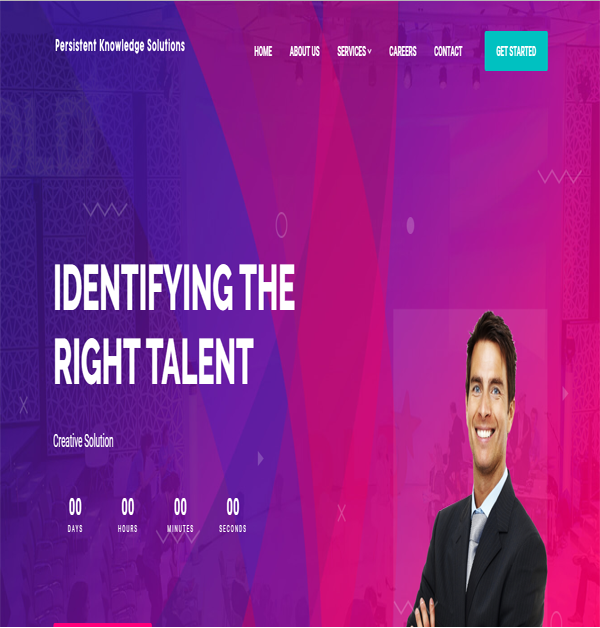 Persistent Knowledge Solutions
HOME ABOUT US SERVICES CAREERS CONTACT GET STARTED
OLD
IDENTIFYING THE
RIGHT TALENT
Creative Solution
00 00 00 00
DAYS HOURS MINUTES SECONDS